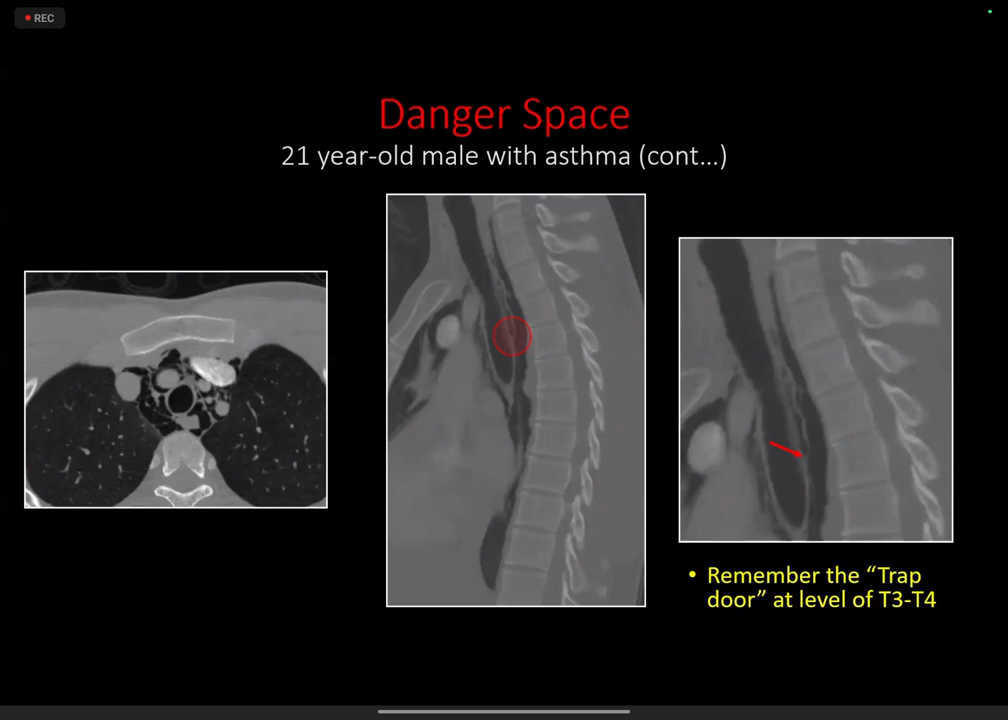 REC
Danger Space
21 year-old male with asthma (cont...)
• Remember the “Trap
door” at level of T3-T4